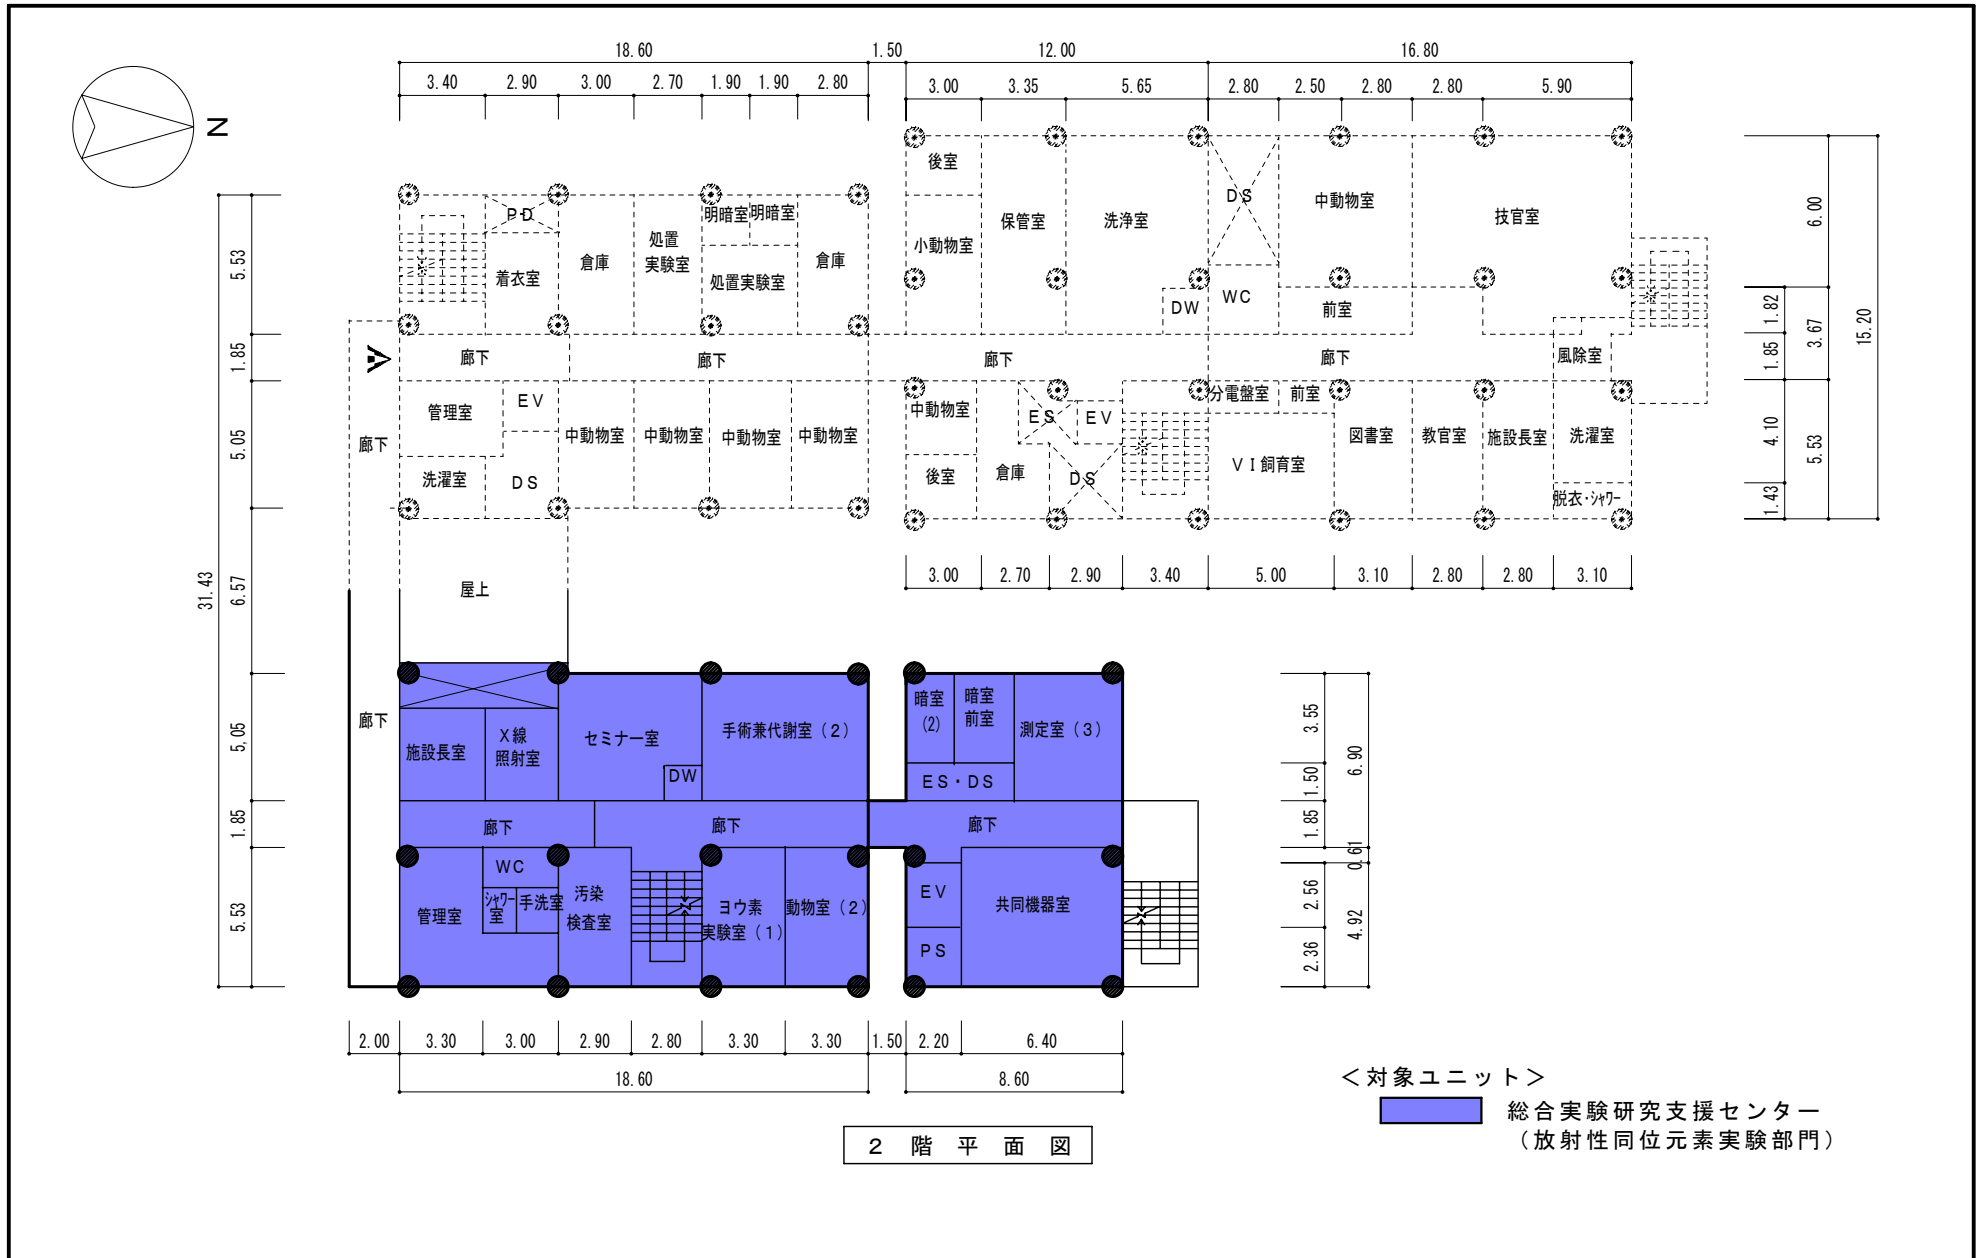 18.60
1.50
12.00
16.80
3.40
2.90
3.00
2.70
1.90
1.90
2.80
3.00
3.35
5.65
2.80
2.50
2.80
2.80
5.90
N
後室
小動物室
保管室
洗浄室
DS
中動物室
技官室
WC
DW
前室
6.00
1.82
1.85
3.67
15.20
PD
着衣室
倉庫
処置
実験室
明暗室
明暗室
処置実験室
倉庫
5.53
1.85
5.05
6.57
31.43
廊下
廊下
廊下
廊下
風除室
廊下
管理室
EV
洗濯室
DS
中動物室
中動物室
中動物室
中動物室
中動物室
後室
倉庫
ES
EV
DS
分電盤室
前室
VI飼育室
図書室
教官室
施設長室
洗濯室
脱衣・シャワー
4.10
1.43
5.53
屋上
3.00
2.70
2.90
3.40
5.00
3.10
2.80
2.80
3.10
廊下
施設長室
X線
照射室
セミナー室
DW
手術兼代謝室(2)
暗室
(2)
暗室
前室
測定室(3)
ES・DS
5.05
1.85
5.53
3.55
1.50
1.85
0.61
2.56
2.36
6.90
4.92
廊下
廊下
廊下
管理室
WC
シャワー
室
手洗室
汚染
検査室
ヨウ素
実験室(1)
動物室(2)
EV
PS
共同機器室
2.00
3.30
3.00
2.90
2.80
3.30
3.30
1.50
2.20
6.40
18.60
8.60
<対象ユニット>
総合実験研究支援センター
(放射性同位元素実験部門)
2階平面図